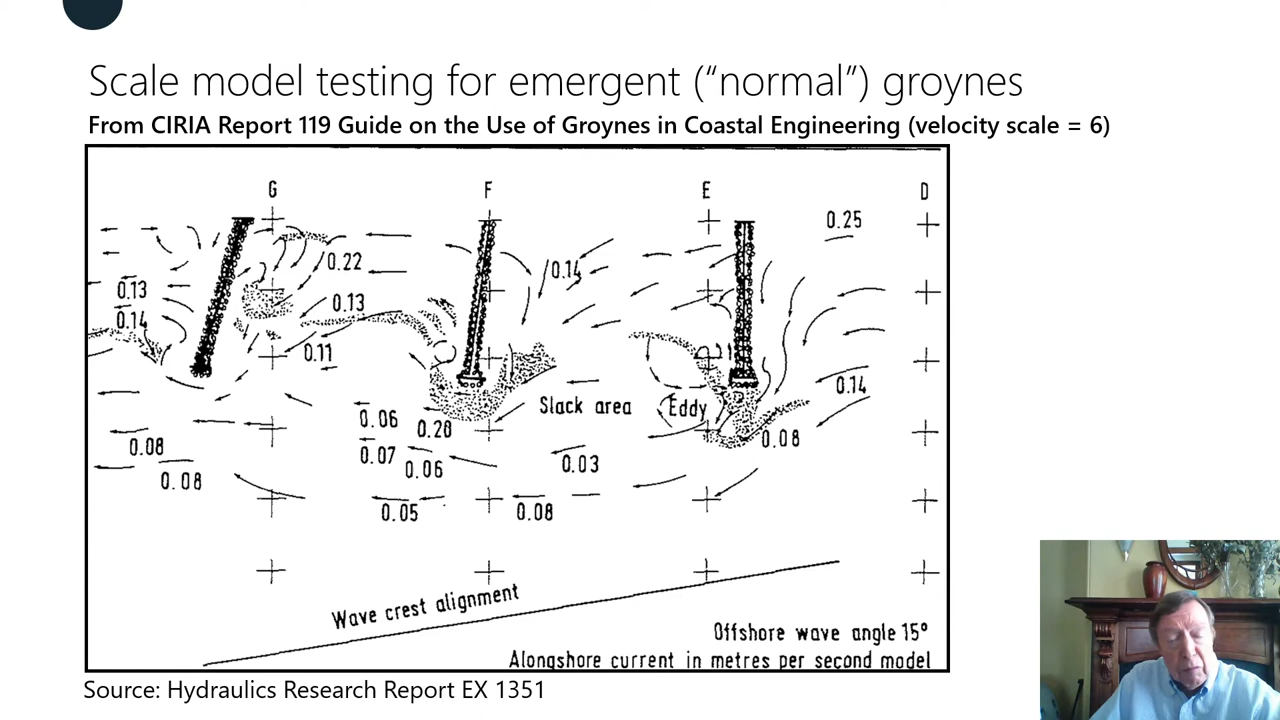 Scale model testing for emergent (“normal”) groynes
From CIRIA Report 119 Guide on the Use of Groynes in Coastal Engineering (velocity scale = 6)
G F E D
0.25
0.22 0.14
0.13 0.13
0.14
0.11
0.14
0.06 0.20 Slack area Eddy
0.08 0.07 0.06 0.03 0.08
0.08
0.05 0.08
Wave crest alignment
Offshore wave angle 15°
Alongshore current in metres per second model
Source: Hydraulics Research Report EX 1351